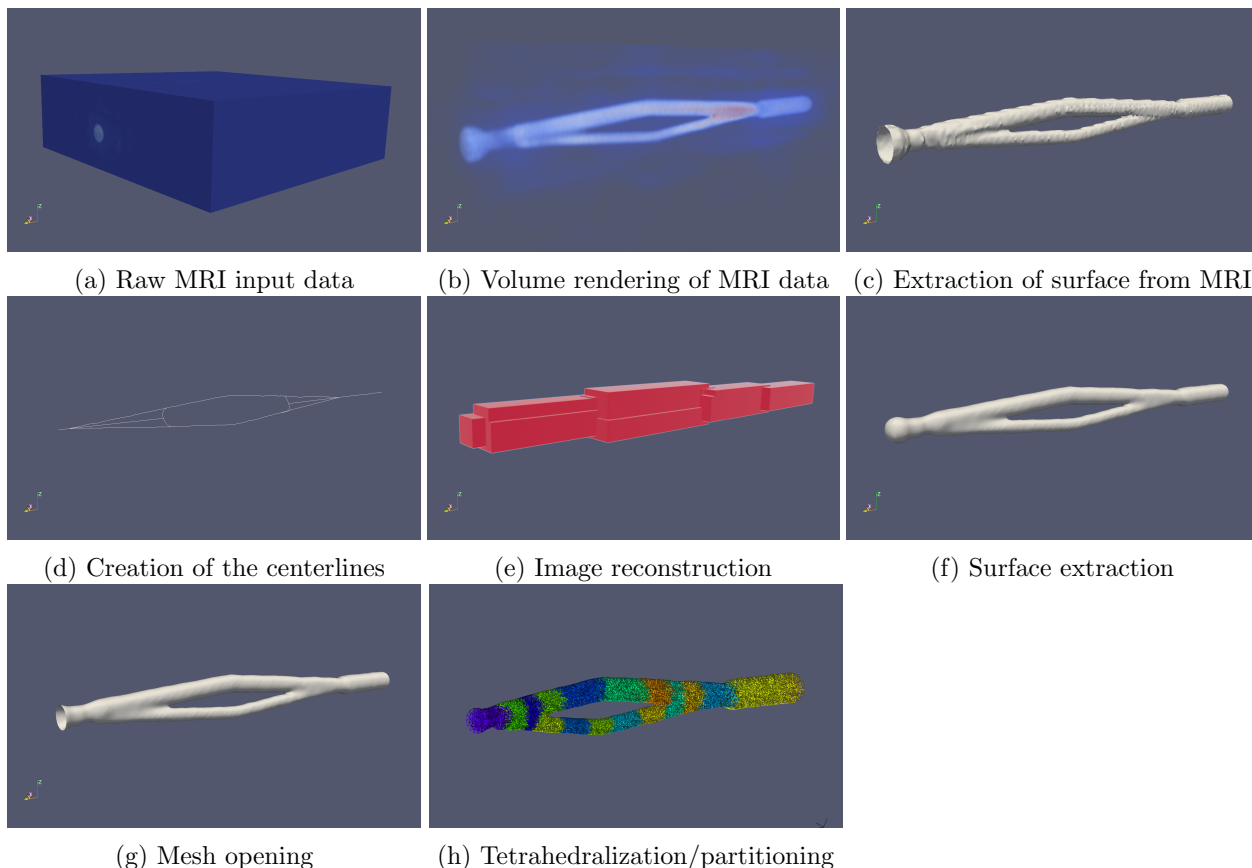 (a) Raw MRI input data
(b) Volume rendering of MRI data
(c) Extraction of surface from MRI
(d) Creation of the centerlines
(e) Image reconstruction
(f) Surface extraction
(g) Mesh opening
(h) Tetrahedralization/partitioning